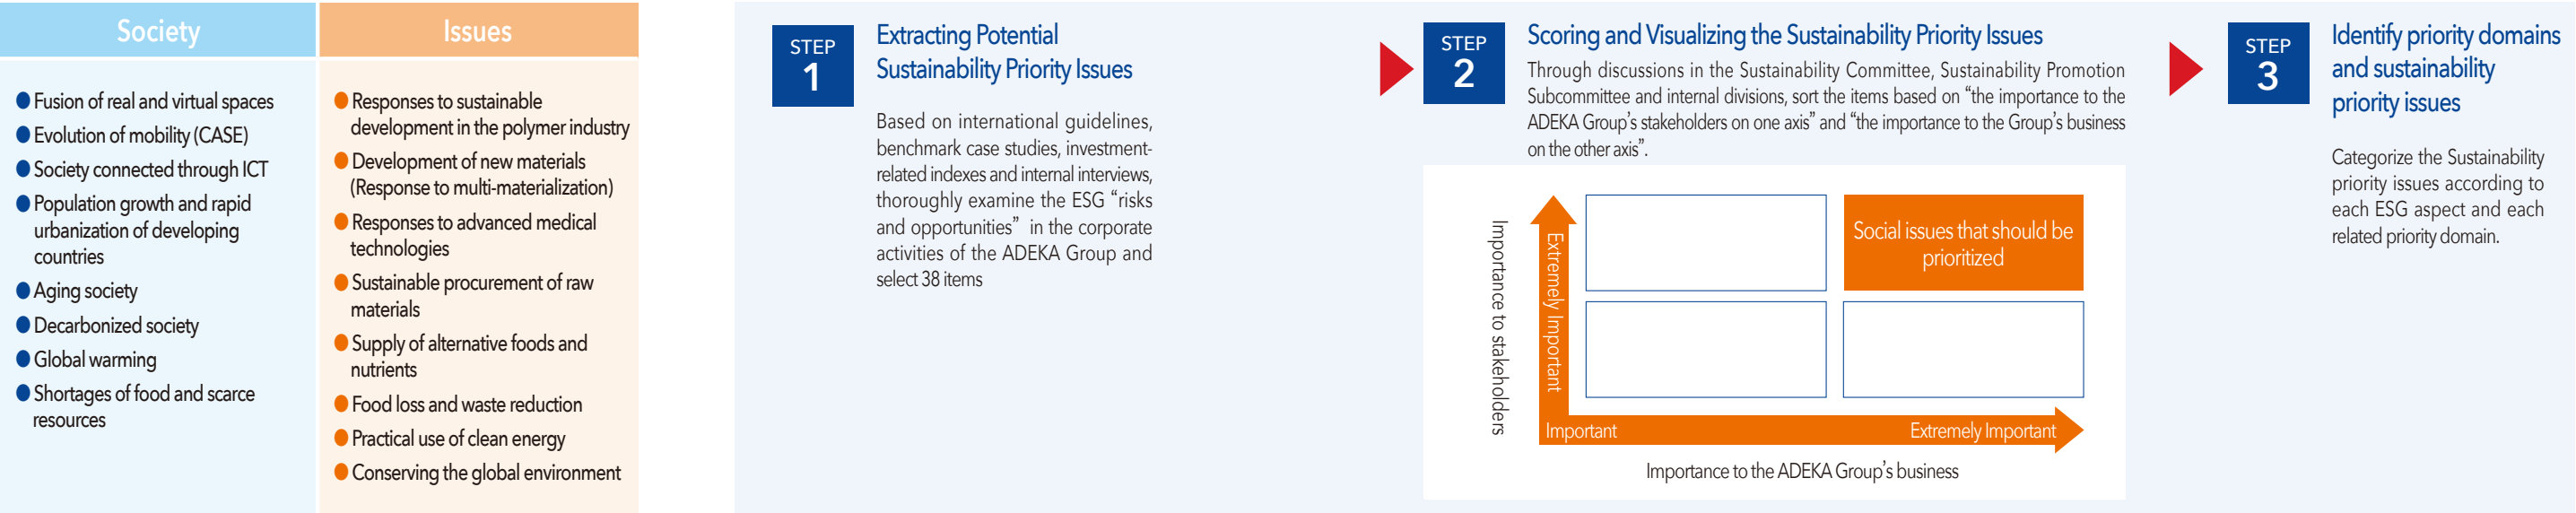 Society
Fusion of real and virtual spaces
Evolution of mobility (CASE)
Society connected through ICT
Population growth and rapid
urbanization of developing
countries
Aging society
Decarbonized society
Global warming
Shortages of food and scarce
resources
Issues
Responses to sustainable
development in the polymer industry
Development of new materials
(Response to multi-materialization)
Responses to advanced medical
technologies
Sustainable procurement of raw
materials
Supply of alternative foods and
nutrients
Food loss and waste reduction
Practical use of clean energy
Conserving the global environment
STEP
1
Extracting Potential
Sustainability Priority Issues
Based on international guidelines,
benchmark case studies, investment-
related indexes and internal interviews,
thoroughly examine the ESG “risks
and opportunities” in the corporate
activities of the ADEKA Group and
select 38 items
STEP
2
Scoring and Visualizing the Sustainability Priority Issues
Through discussions in the Sustainability Committee, Sustainability Promotion
Subcommittee and internal divisions, sort the items based on “the importance to the
ADEKA Group’s stakeholders on one axis” and “the importance to the Group’s business
on the other axis”.
Importance to stakeholders
Extremely Important
Social issues that should be
prioritized
Important
Extremely Important
Importance to the ADEKA Group’s business
STEP
3
Identify priority domains
and sustainability
priority issues
Categorize the Sustainability
priority issues according to
each ESG aspect and each
related priority domain.